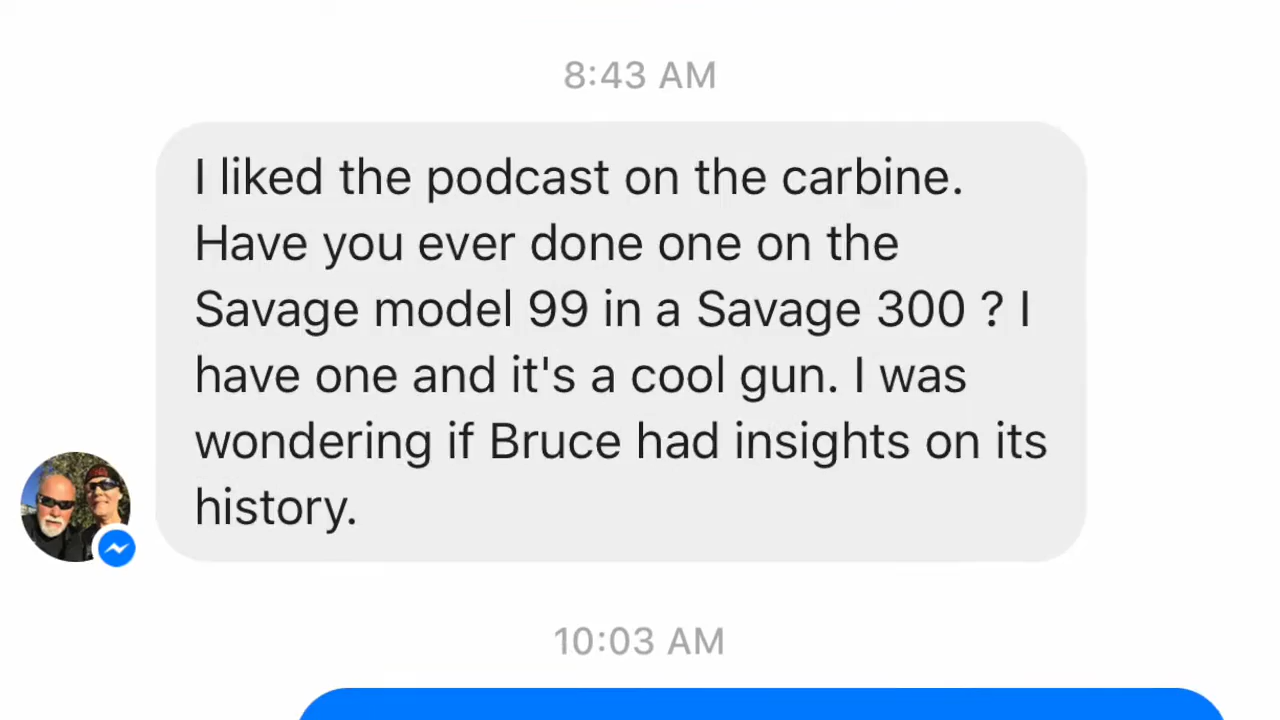 8:43 AM
I liked the podcast on the carbine.
Have you ever done one on the
Savage model 99 in a Savage 300 ? I
have one and it's a cool gun. I was
wondering if Bruce had insights on its
history.
10:03 AM